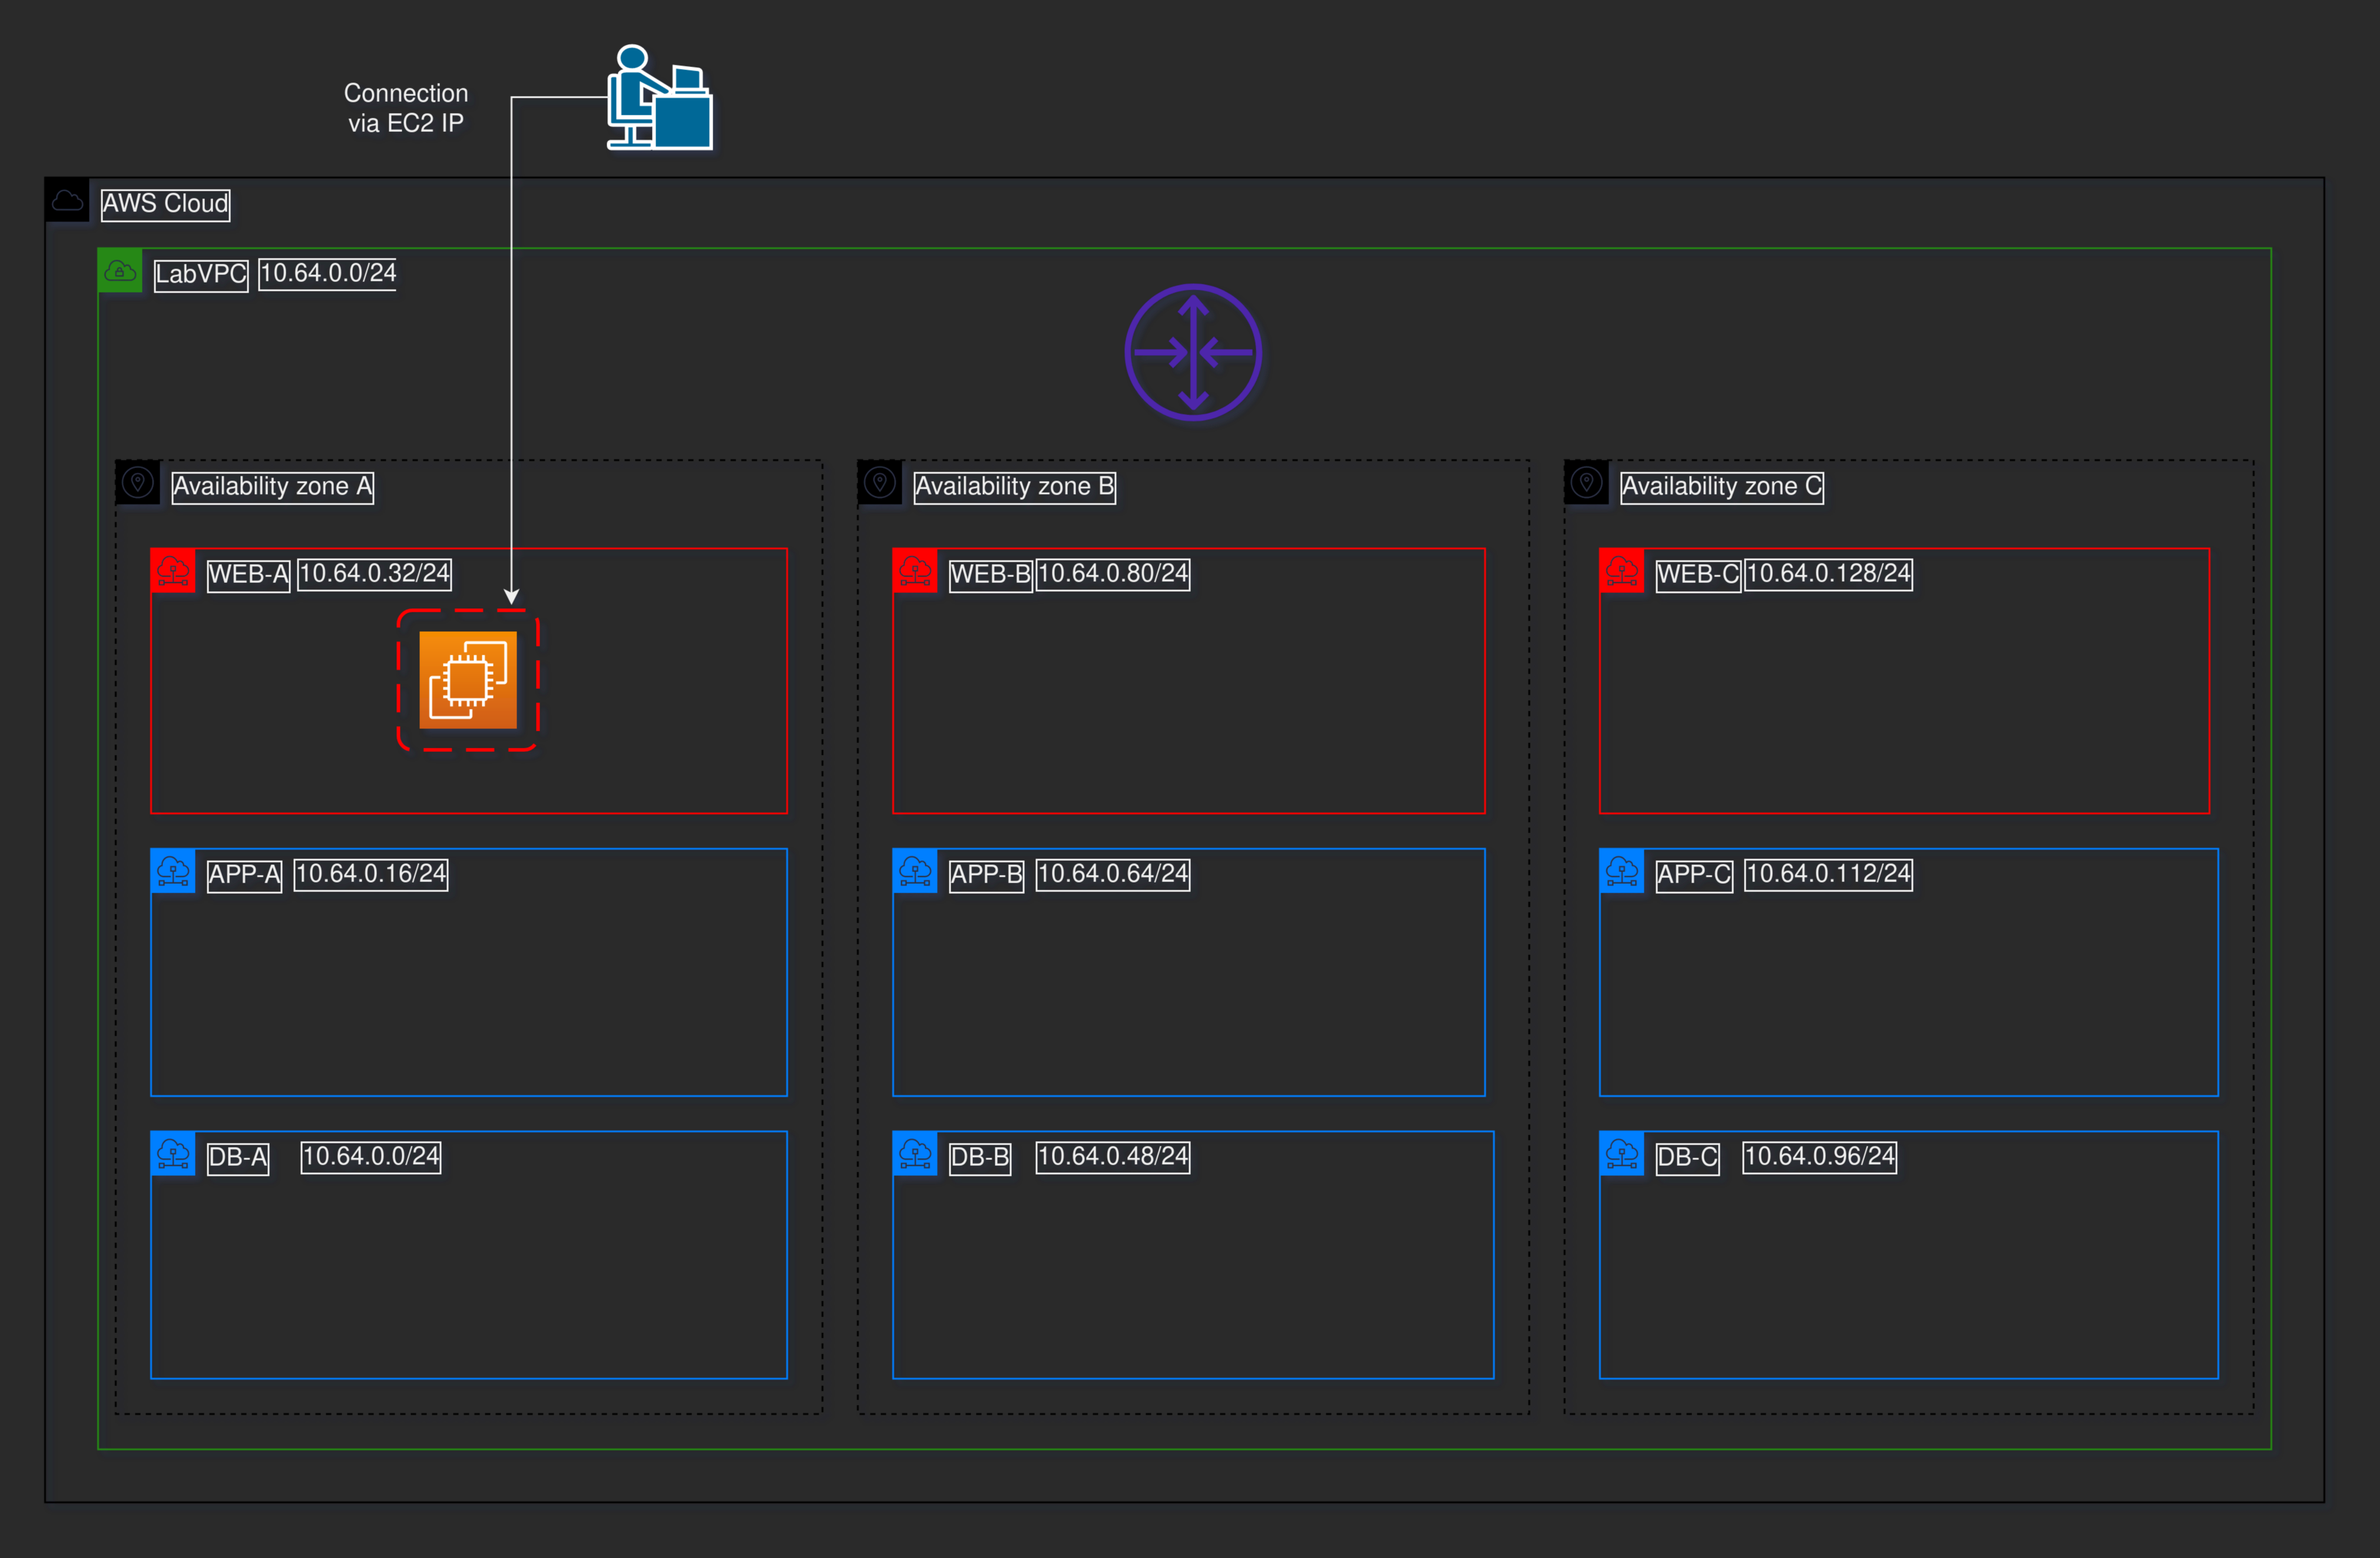 Connection
via EC2 IP
AWS Cloud
LabVPC 10.64.0.0/24
Availability zone A
Availability zone B
Availability zone C
WEB-A 10.64.0.32/24
WEB-B 10.64.0.80/24
WEB-C 10.64.0.128/24
APP-A 10.64.0.16/24
APP-B 10.64.0.64/24
APP-C 10.64.0.112/24
DB-A 10.64.0.0/24
DB-B 10.64.0.48/24
DB-C 10.64.0.96/24